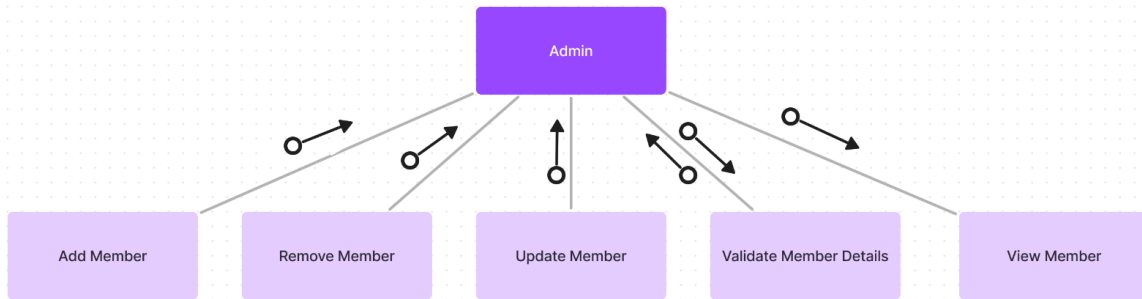 Admin
Add Member
Remove Member
Update Member
Validate Member Details
View Member